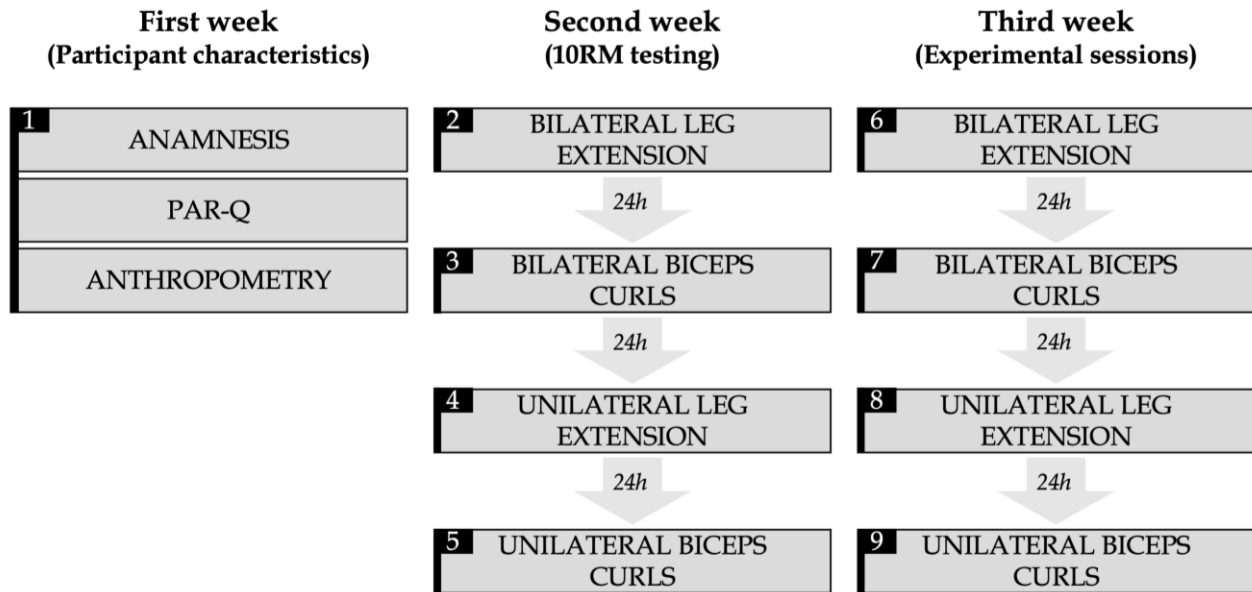 First week
(Participant characteristics)
1
ANAMNESIS
PAR-Q
ANTHROPOMETRY
Second week
(10RM testing)
2
BILATERAL LEG
EXTENSION
24h
3
BILATERAL BICEPS
CURLS
24h
4
UNILATERAL LEG
EXTENSION
24h
5
UNILATERAL BICEPS
CURLS
Third week
(Experimental sessions)
6
BILATERAL LEG
EXTENSION
24h
7
BILATERAL BICEPS
CURLS
24h
8
UNILATERAL LEG
EXTENSION
24h
9
UNILATERAL BICEPS
CURLS